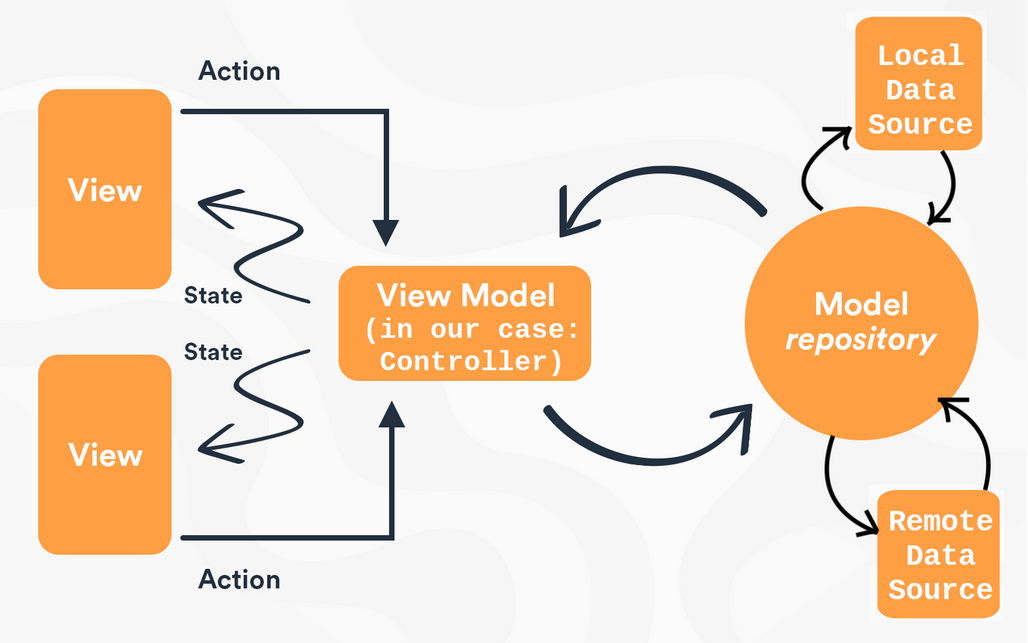 Action
View
State
State
View
Action
View Model
(in our case:
Controller)
Model
repository
Local
Data
Source
Remote
Data
Source